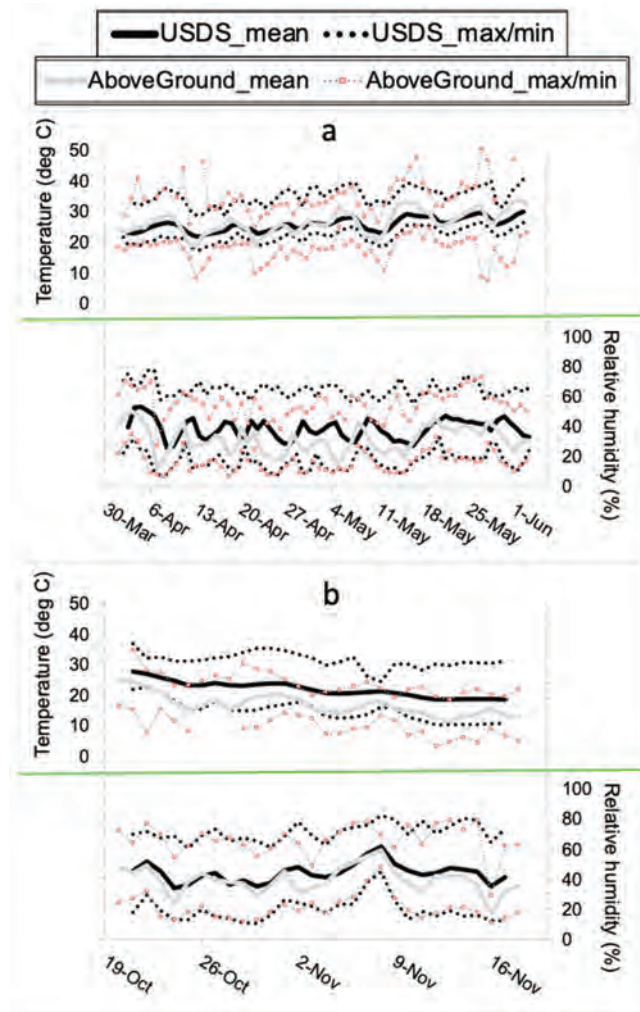 USDS_mean USDS_max/min
AboveGround_mean AboveGround_max/min
a
Temperature (deg C)
50
40
30
20
10
0
Relative humidity (%)
100
80
60
40
20
0
30-Mar 6-Apr 13-Apr 20-Apr 27-Apr 4-May 11-May 18-May 25-May 1-Jun
b
Temperature (deg C)
50
40
30
20
10
0
Relative humidity (%)
100
80
60
40
20
0
19-Oct 26-Oct 2-Nov 9-Nov 16-Nov